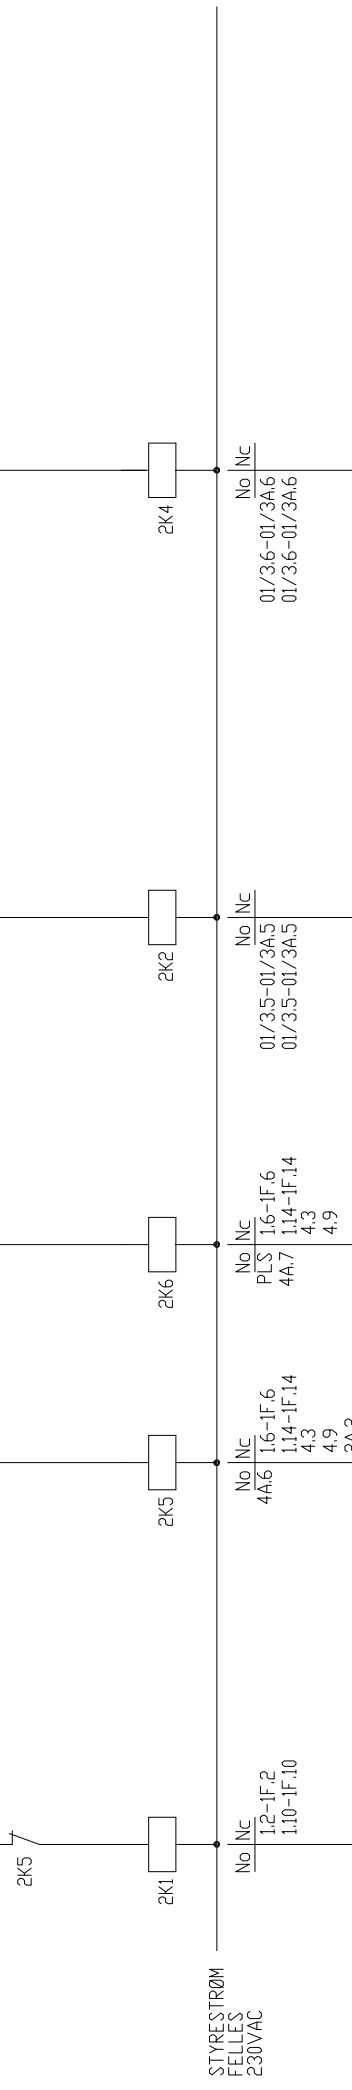 2K5
2K1
2K5
2K6
2K2
2K4
STYRESTRØM
FELLES
230VAC
No Nc
1.2-1F.2
1.10-1F.10
No Nc
4A.6 1.6-1F.6
1.14-1F.14
4.3
4.9
No Nc
PLS 1.6-1F.6
4A.7 1.14-1F.14
4.3
4.9
No Nc
01/3.5-01/3A.5
01/3.5-01/3A.5
No Nc
01/3.6-01/3A.6
01/3.6-01/3A.6